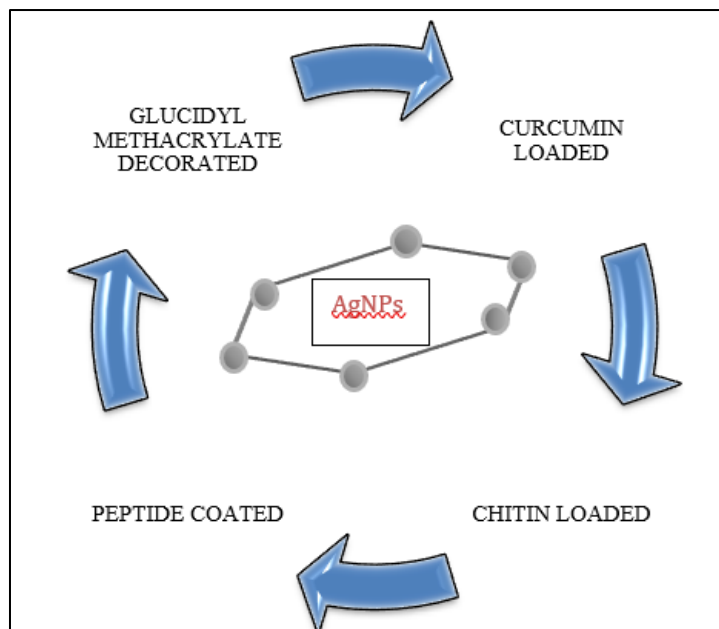 GLUCIDYL
METHACRYLATE
DECORATED
CURCUMIN
LOADED
AgNPs
PEPTIDE COATED
CHITIN LOADED